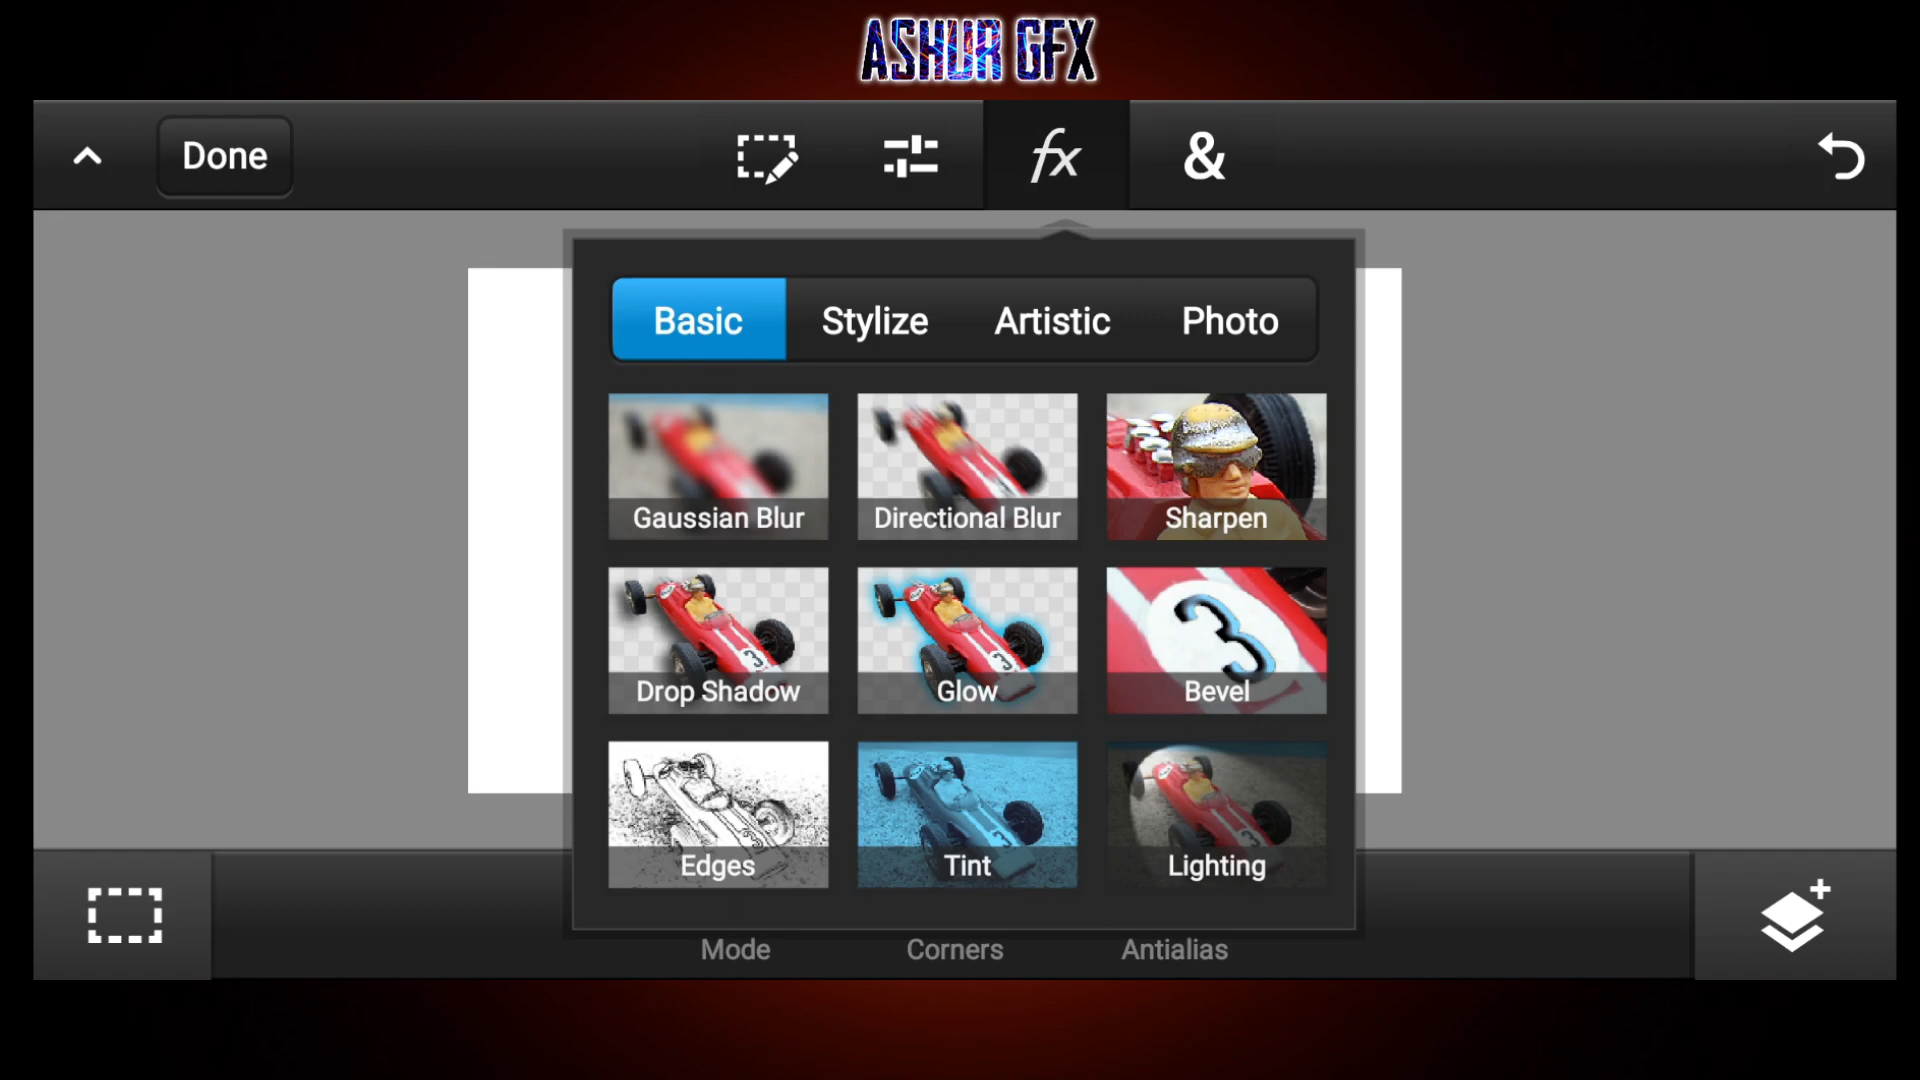 ASHUR GFX
Done
fx
&
Basic Stylize Artistic Photo
Gaussian Blur Directional Blur Sharpen
Drop Shadow Glow Bevel
Edges Tint Lighting
Mode Corners Antialias